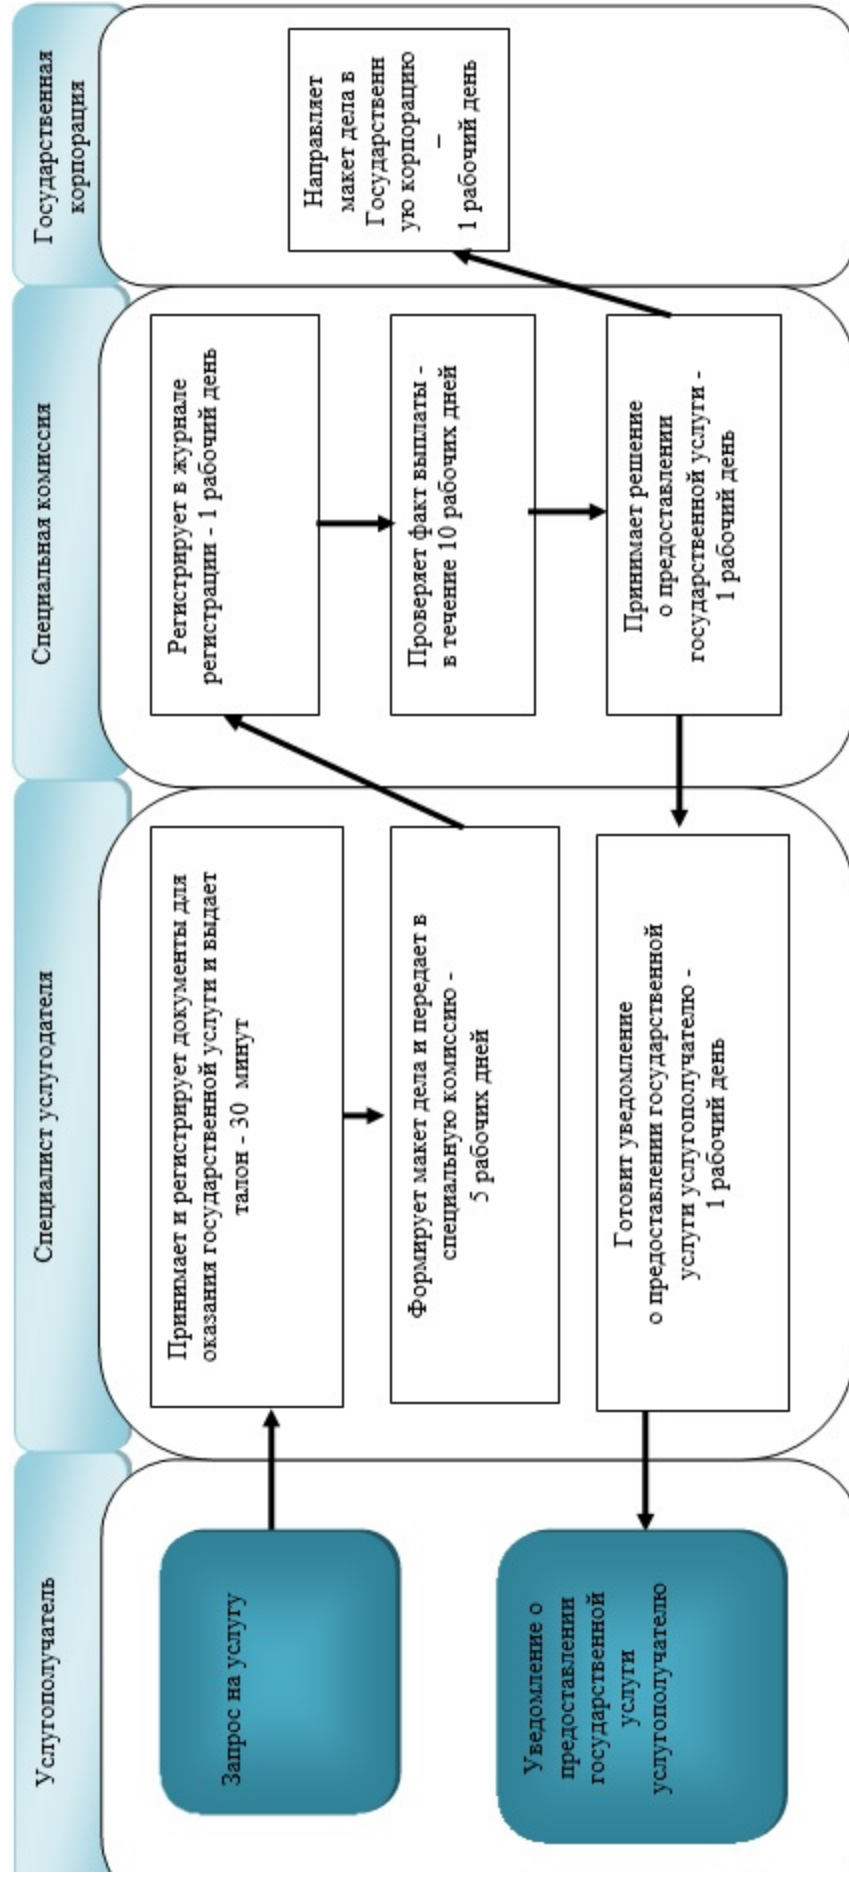 Услугополучатель
Специалист услугодателя
Специальная комиссия
Государственная
корпорация
Запрос на услугу
Принимает и регистрирует документы для
оказания государственной услуги и выдает
талон - 30 минут
Формирует макет дела и передает в
специальную комиссию -
5 рабочих дней
Регистрирует в журнале
регистрации - 1 рабочий день
Проверяет факт выплаты -
в течение 10 рабочих дней
Принимает решение
о предоставлении
государственной услуги -
1 рабочий день
Направляет
макет дела в
Государственн
ую корпорацию
–
1 рабочий день
Готовит уведомление
о предоставлении государственной
услуги услугополучателю -
1 рабочий день
Уведомление о
предоставлении
государственной
услуги
услугополучателю